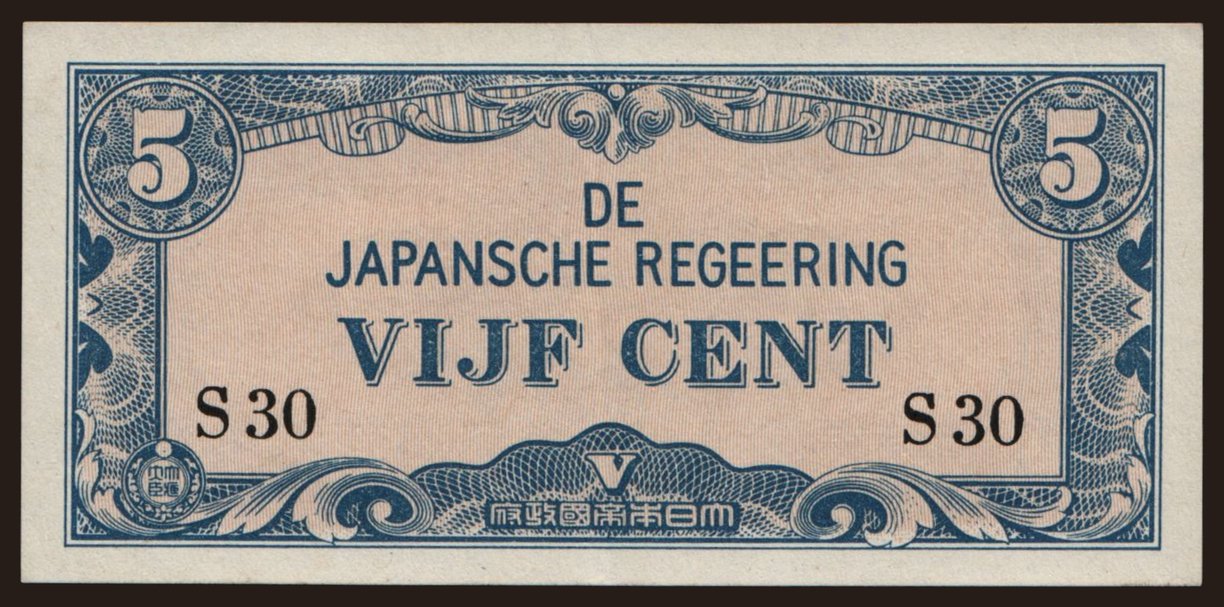 5 5
DE
JAPANSCHE REGEERING
VIJF CENT
S 30 S 30
V
府政國帝本日大